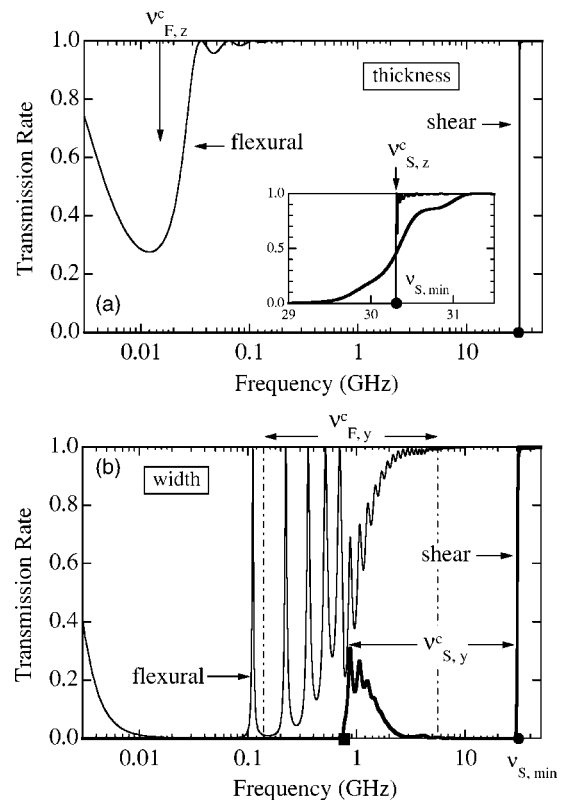 ν^c_{F, z}
1.0
thickness
0.8
shear
flexural
ν^c_{S, z}
0.6
Transmission Rate
0.4
1.0
0.5
ν_{S, min}
0.2
0.0
(a)
29 30 31
0.0
0.01 0.1 1 10
Frequency (GHz)
ν^c_{F, y}
1.0
(b)
width
0.8
shear
0.6
Transmission Rate
0.4
ν^c_{S, y}
flexural
0.2
0.0
0.01 0.1 1 10
ν_{S, min}
Frequency (GHz)